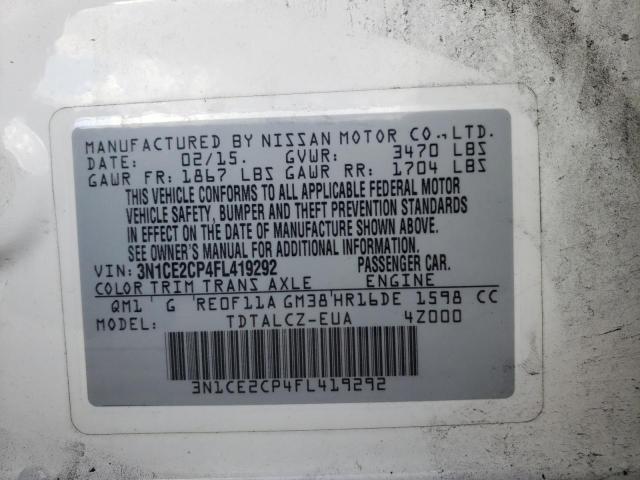 MANUFACTURED BY NISSAN MOTOR CO., LTD.
DATE: 02/15. GVWR: 3470 LBS
GAWR FR: 1867 LBS GAWR RR: 1704 LBS
THIS VEHICLE CONFORMS TO ALL APPLICABLE FEDERAL MOTOR
VEHICLE SAFETY, BUMPER AND THEFT PREVENTION STANDARDS
IN EFFECT ON THE DATE OF MANUFACTURE SHOWN ABOVE.
SEE OWNER'S MANUAL FOR ADDITIONAL INFORMATION.
VIN: 3N1CE2CP4FL419292 PASSENGER CAR.
COLOR TRIM TRANS AXLE ENGINE
QM1 G RE0F11A GM38 HR16DE 1598 CC
MODEL: TDTALCZ-EUA 4Z000
3N1CE2CP4FL419292